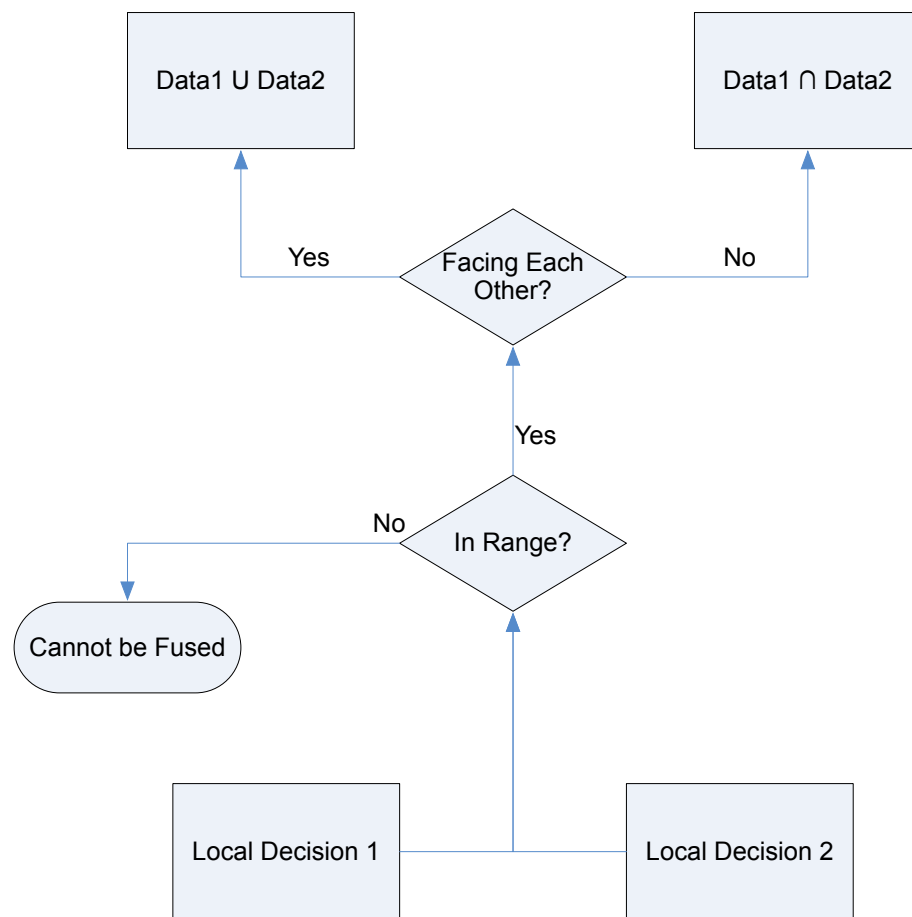 Data1 U Data2
Data1 ∩ Data2
Yes
Facing Each
Other?
No
Yes
No
In Range?
Cannot be Fused
Local Decision 1
Local Decision 2